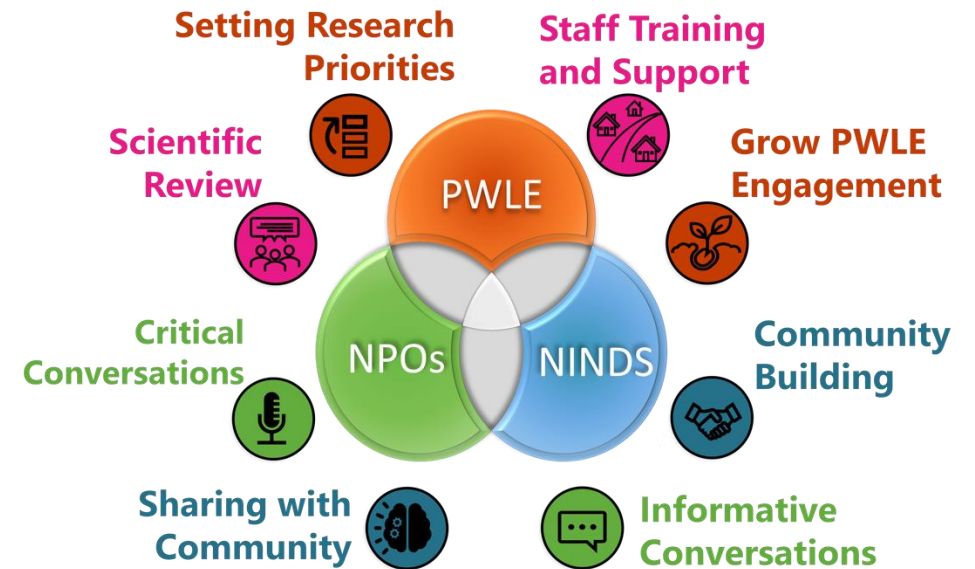 Setting Research
Priorities
Staff Training
and Support
Scientific
Review
Grow PWLE
Engagement
PWLE
Critical
Conversations
NPOs
NINDS
Community
Building
Sharing with
Community
Informative
Conversations